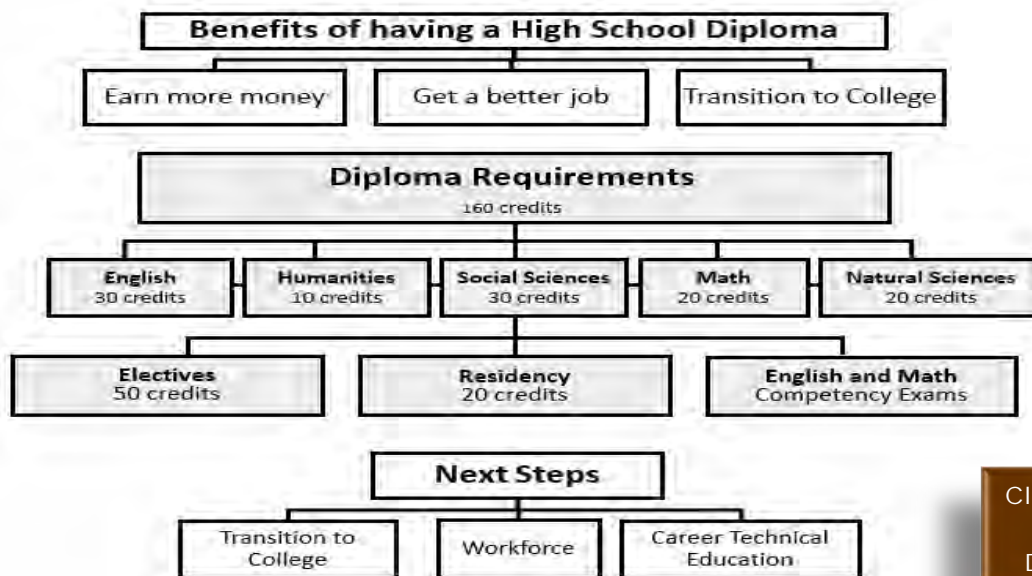 Benefits of having a High School Diploma
Earn more money
Get a better job
Transition to College
Diploma Requirements
160 credits
English
30 credits
Humanities
10 credits
Social Sciences
30 credits
Math
20 credits
Natural Sciences
20 credits
Electives
50 credits
Residency
20 credits
English and Math
Competency Exams
Next Steps
Transition to
College
Workforce
Career Technical
Education